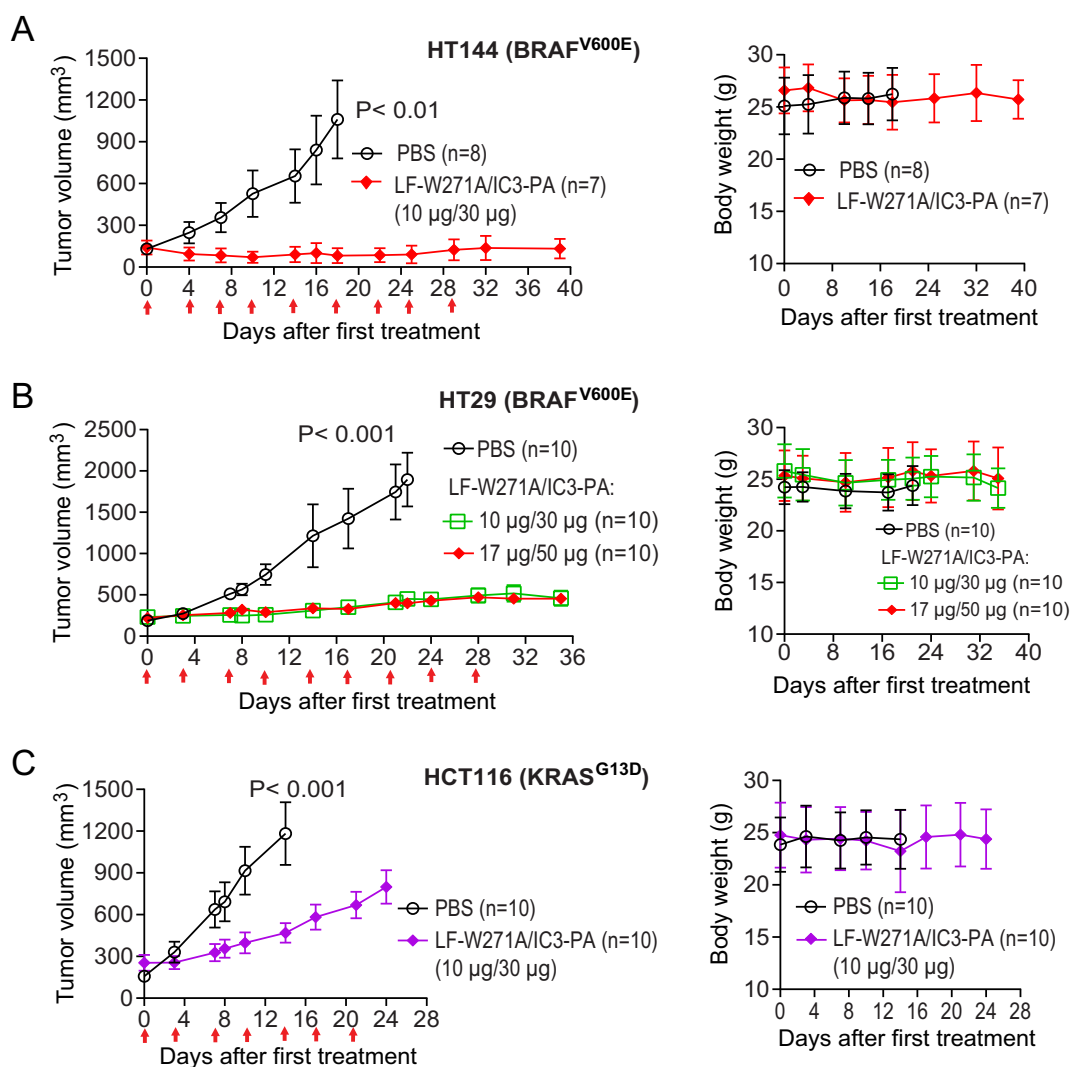 A
HT144 (BRAFV600E)
Tumor volume (mm3)
1500
1200
900
600
300
0
P< 0.01
PBS (n=8)
LF-W271A/IC3-PA (n=7)
(10 µg/30 µg)
0 4 8 12 16 20 24 28 32 36 40
Days after first treatment
Body weight (g)
30
25
20
15
10
PBS (n=8)
LF-W271A/IC3-PA (n=7)
0 8 16 24 32 40
Days after first treatment
B
HT29 (BRAFV600E)
Tumor volume (mm3)
2500
2000
1500
1000
500
0
P< 0.001
PBS (n=10)
LF-W271A/IC3-PA:
10 µg/30 µg (n=10)
17 µg/50 µg (n=10)
0 4 8 12 16 20 24 28 32 36
Days after first treatment
Body weight (g)
30
25
20
15
10
PBS (n=10)
LF-W271A/IC3-PA:
10 µg/30 µg (n=10
17 µg/50 µg (n=10)
0 8 16 24 32 40
Days after first treatment
C
HCT116 (KRASG13D)
Tumor volume (mm3)
1500
1200
900
600
300
0
P< 0.001
PBS (n=10)
LF-W271A/IC3-PA (n=10)
(10 µg/30 µg)
0 4 8 12 16 20 24 28
Days after first treatment
Body weight (g)
30
25
20
15
10
PBS (n=10)
LF-W271A/IC3-PA (n=10)
(10 µg/30 µg)
0 4 8 12 16 20 24 28
Days after first treatment